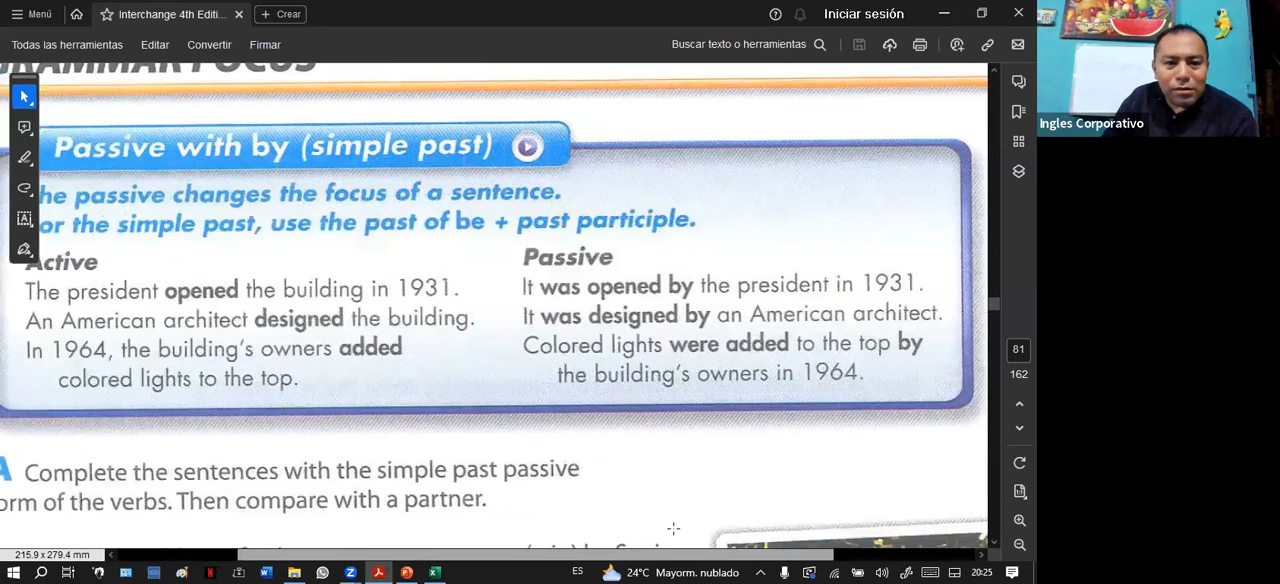 Menú
Interchange 4th Editi...
Crear
Iniciar sesión
Todas las herramientas
Editar
Convertir
Firmar
Buscar texto o herramientas
GRAMMAR FOCUS
Passive with by (simple past)
he passive changes the focus of a sentence.
or the simple past, use the past of be + past participle.
Active
The president opened the building in 1931.
An American architect designed the building.
In 1964, the building's owners added
colored lights to the top.
Passive
It was opened by the president in 1931.
It was designed by an American architect.
Colored lights were added to the top by
the building's owners in 1964.
A Complete the sentences with the simple past passive
orm of the verbs. Then compare with a partner.
81
162
Ingles Corporativo
215.9 x 279.4 mm
ES
24°C Mayorm. nublado
20:25